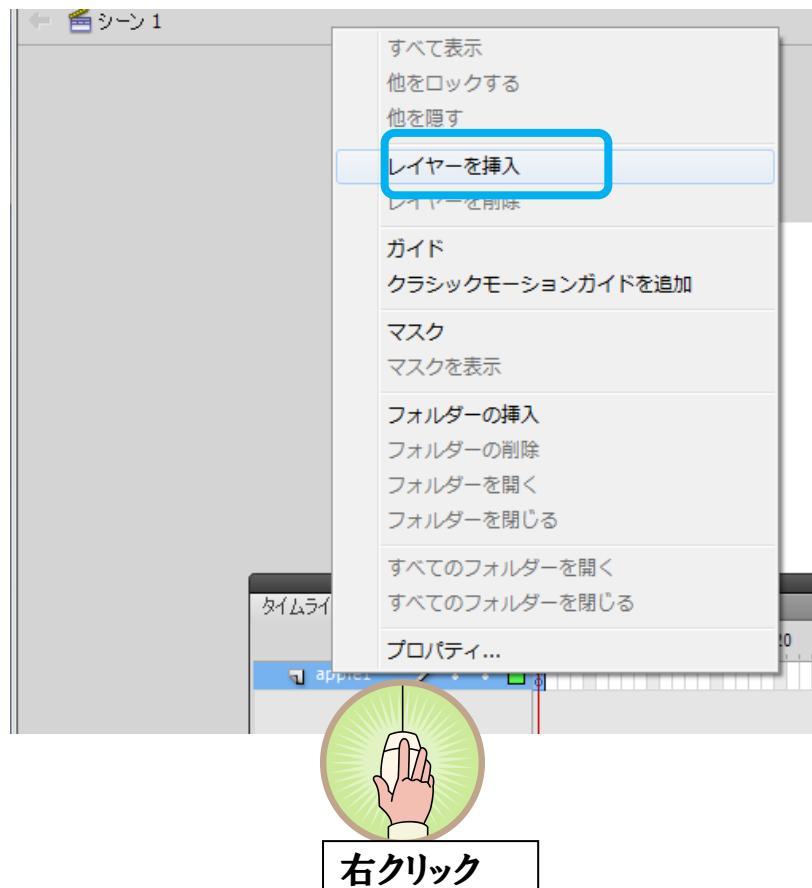 シーン 1
すべて表示
他をロックする
他を隠す
レイヤーを挿入
レイヤーを削除
ガイド
クラシックモーションガイドを追加
マスク
マスクを表示
フォルダーの挿入
フォルダーの削除
フォルダーを開く
フォルダーを閉じる
すべてのフォルダーを開く
すべてのフォルダーを閉じる
プロパティ...
タイムライ
apple1
右クリック